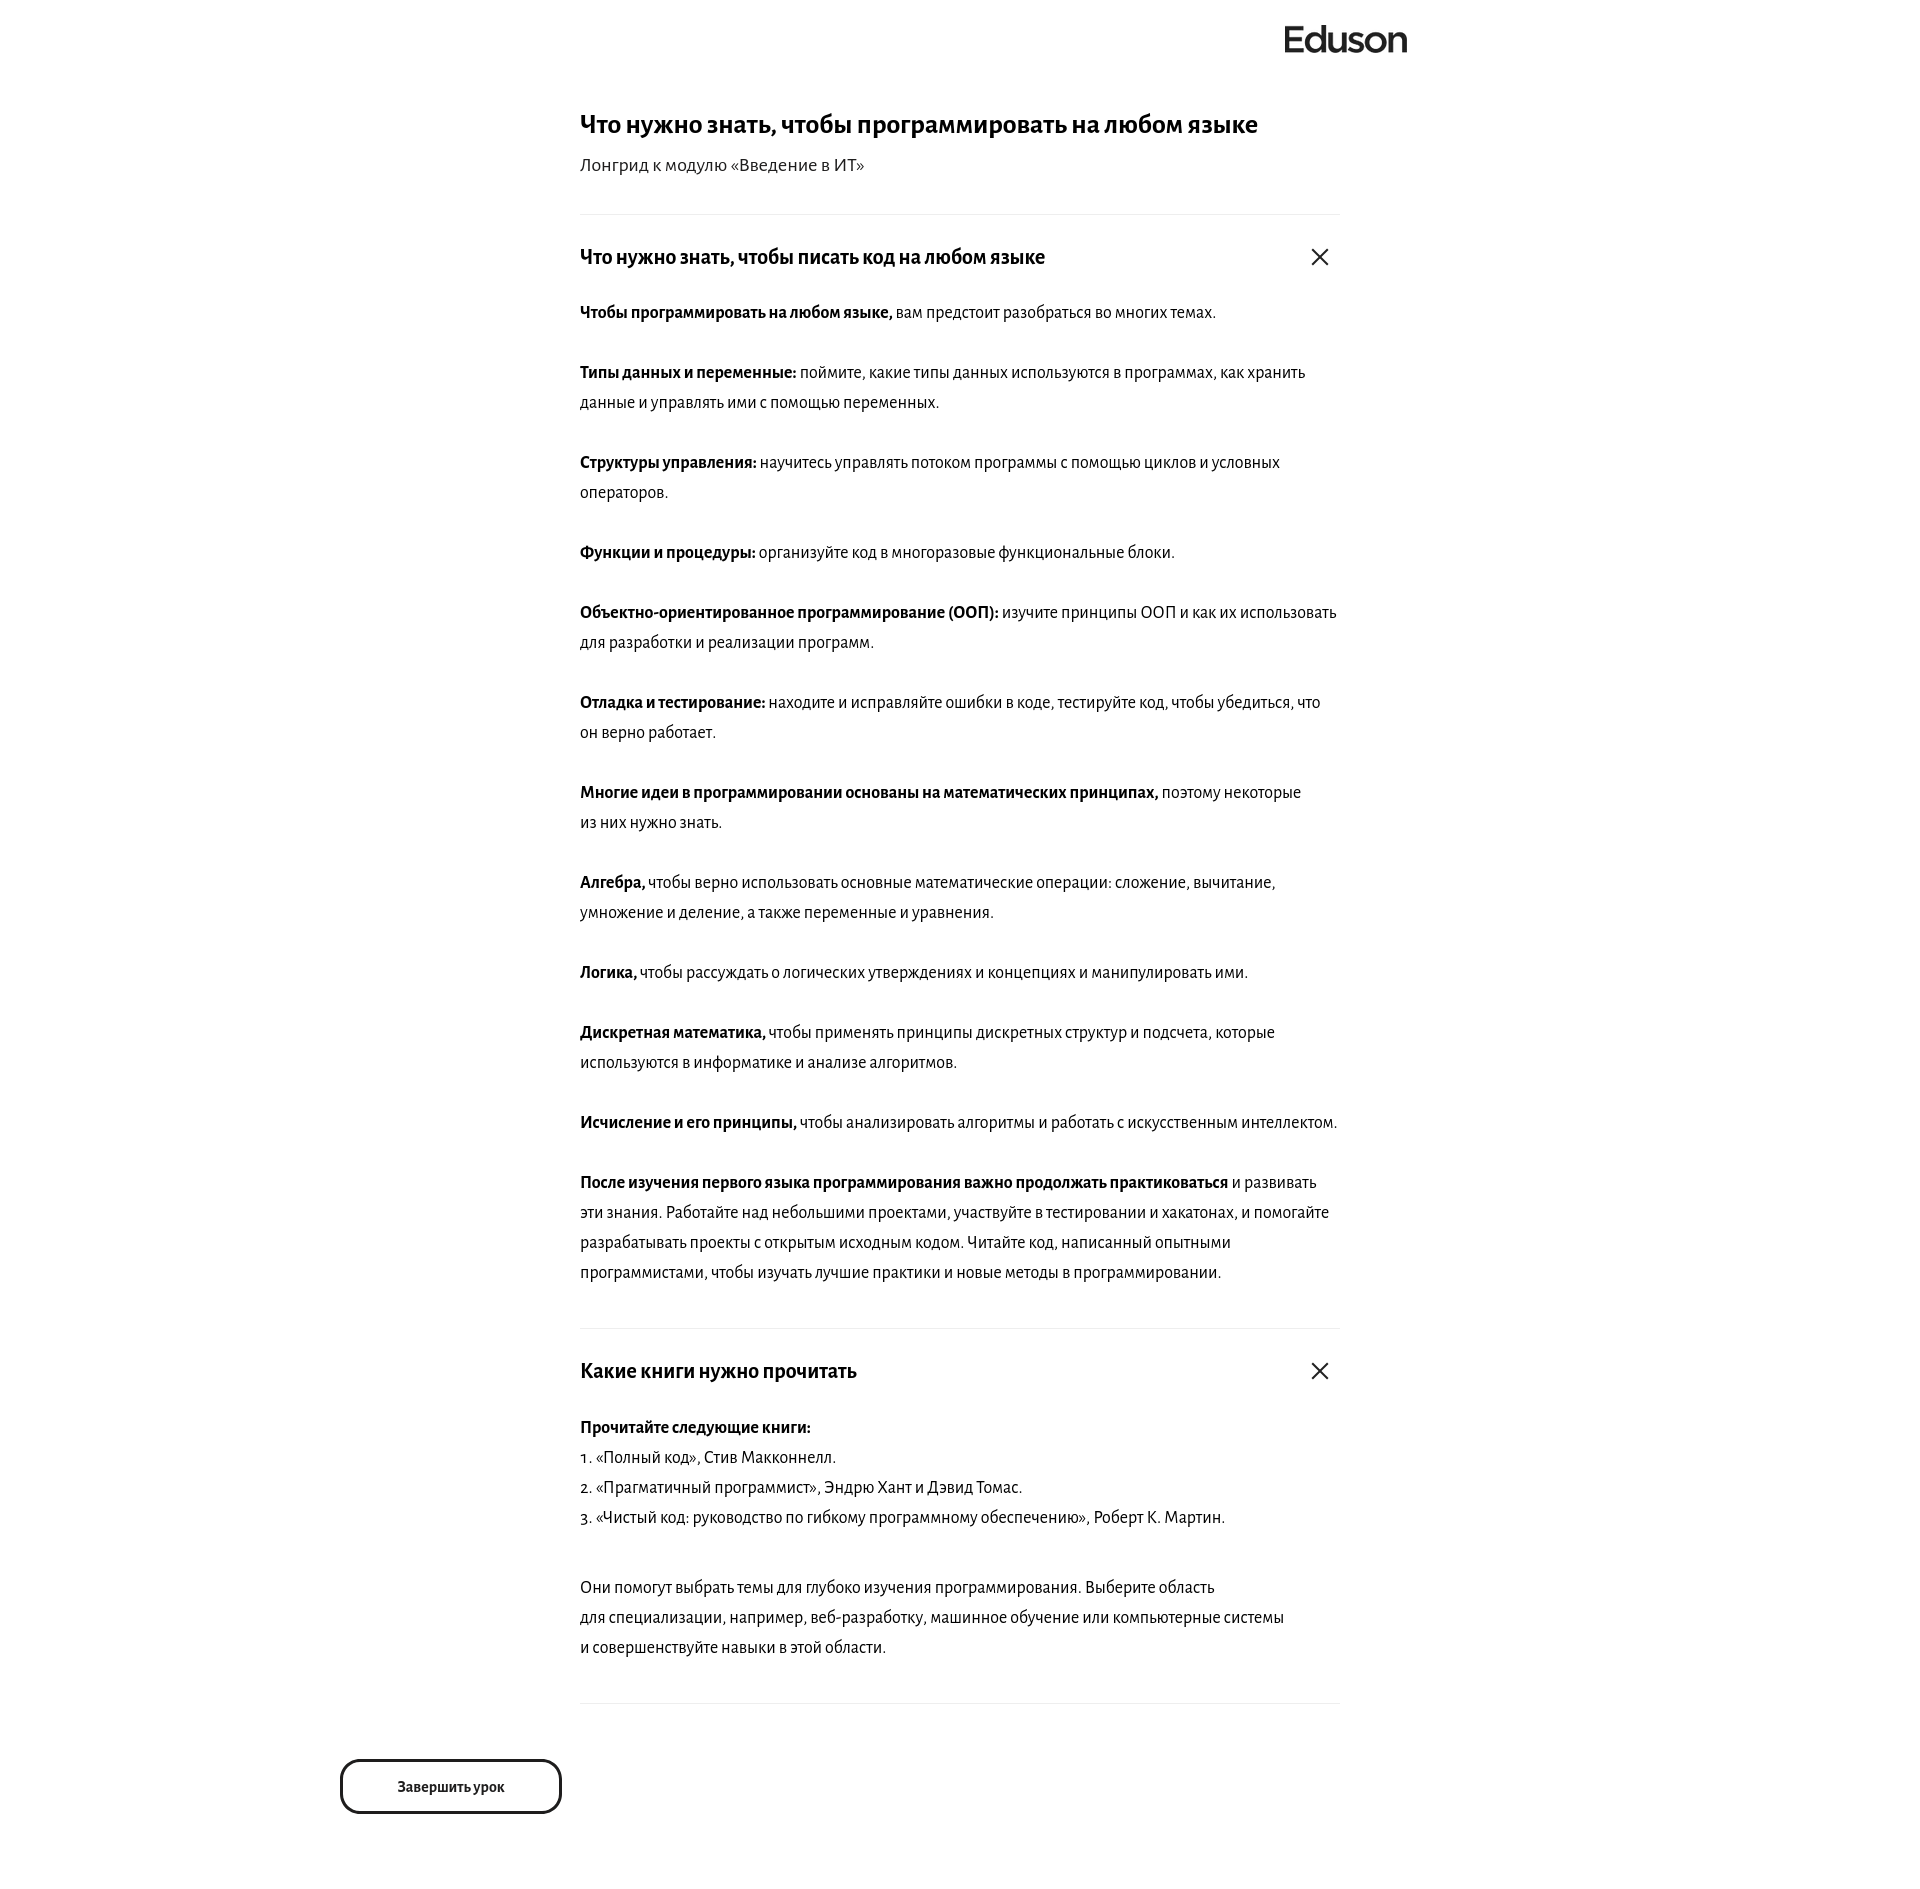 Eduson
Что нужно знать, чтобы программировать на любом языке
Лонгрид к модулю «Введение в ИТ»
Что нужно знать, чтобы писать код на любом языке
Чтобы программировать на любом языке, вам предстоит разобраться во многих темах.
Типы данных и переменные: поймите, какие типы данных используются в программах, как хранить
данные и управлять ими с помощью переменных.
Структуры управления: научитесь управлять потоком программы с помощью циклов и условных
операторов.
Функции и процедуры: организуйте код в многоразовые функциональные блоки.
Объектно-ориентированное программирование (ООП): изучите принципы ООП и как их использовать
для разработки и реализации программ.
Отладка и тестирование: находите и исправляйте ошибки в коде, тестируйте код, чтобы убедиться, что
он верно работает.
Многие идеи в программировании основаны на математических принципах, поэтому некоторые
из них нужно знать.
Алгебра, чтобы верно использовать основные математические операции: сложение, вычитание,
умножение и деление, а также переменные и уравнения.
Логика, чтобы рассуждать о логических утверждениях и концепциях и манипулировать ими.
Дискретная математика, чтобы применять принципы дискретных структур и подсчета, которые
используются в информатике и анализе алгоритмов.
Исчисление и его принципы, чтобы анализировать алгоритмы и работать с искусственным интеллектом.
После изучения первого языка программирования важно продолжать практиковаться и развивать
эти знания. Работайте над небольшими проектами, участвуйте в тестировании и хакатонах, и помогайте
разрабатывать проекты с открытым исходным кодом. Читайте код, написанный опытными
программистами, чтобы изучать лучшие практики и новые методы в программировании.
Какие книги нужно прочитать
Прочитайте следующие книги:
1. «Полный код», Стив Макконнелл.
2. «Прагматичный программист», Эндрю Хант и Дэвид Томас.
3. «Чистый код: руководство по гибкому программному обеспечению», Роберт К. Мартин.
Они помогут выбрать темы для глубоко изучения программирования. Выберите область
для специализации, например, веб-разработку, машинное обучение или компьютерные системы
и совершенствуйте навыки в этой области.
Завершить урок